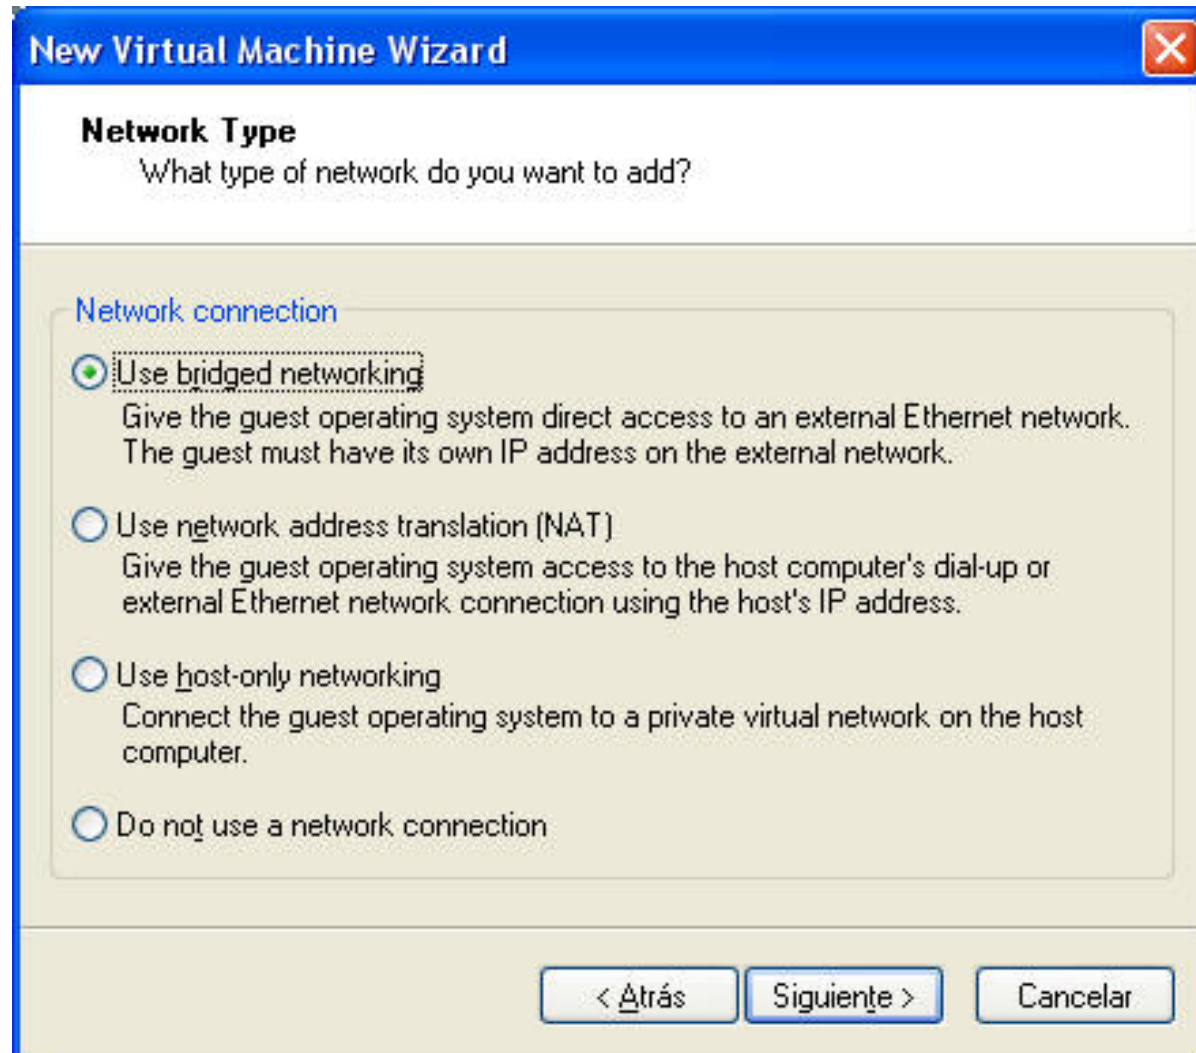 New Virtual Machine Wizard
Network Type
What type of network do you want to add?
Network connection
Use bridged networking
Give the guest operating system direct access to an external Ethernet network.
The guest must have its own IP address on the external network.
Use network address translation (NAT)
Give the guest operating system access to the host computer's dial-up or
external Ethernet network connection using the host's IP address.
Use host-only networking
Connect the guest operating system to a private virtual network on the host
computer.
Do not use a network connection
< Atrás Siguiente > Cancelar